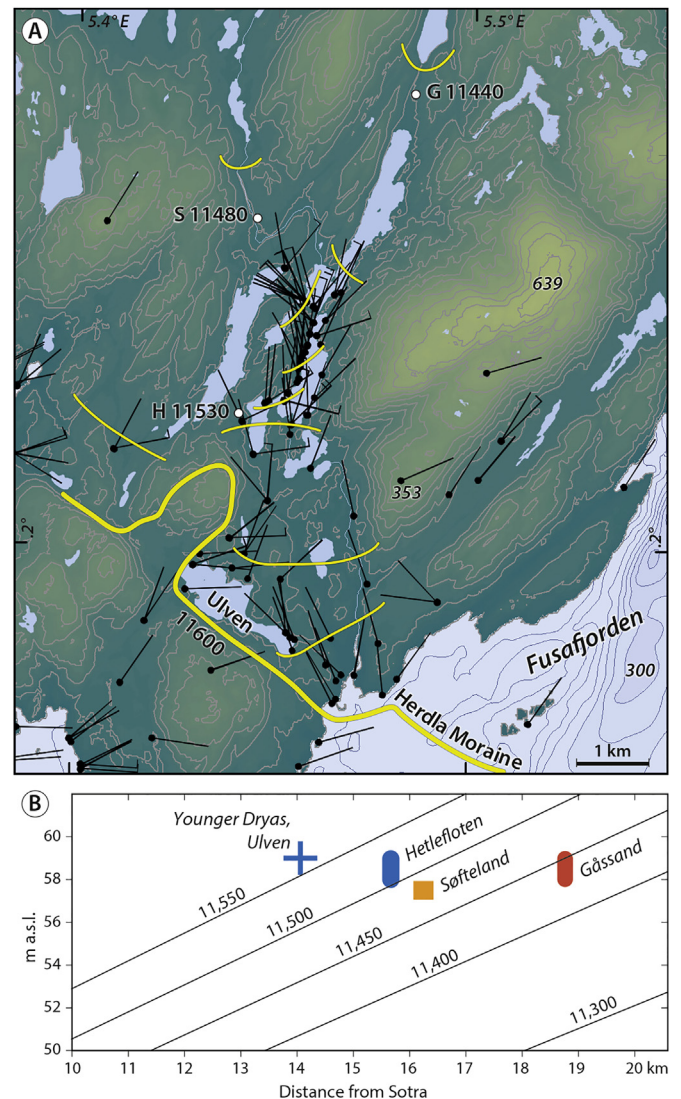 A
5.4° E
5.5° E
G 11440
S 11480
639
H 11530
353
.2°
.2°
Ulven
11600
Fusafjorden
300
Herdla Moraine
1 km
B
Younger Dryas,
Ulven
Hetlefloten
Søfteland
Gåssand
11,550
11,500
11,450
11,400
11,300
m a.s.l.
60
58
56
54
52
50
10 11 12 13 14 15 16 17 18 19 20 km
Distance from Sotra